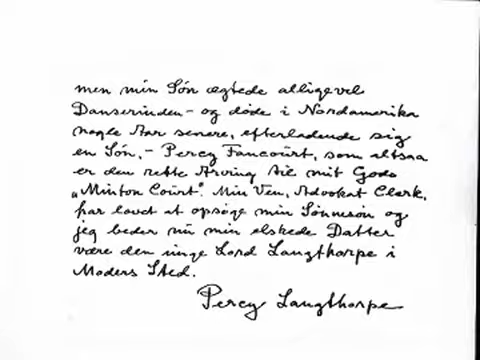 men min Søn ægtede alligevel
Danserinden – og døde i Nordamerika
nogle Aar senere, efterladende sig
en Søn, – Percy Fancourt, som altsaa
er den rette Arving til mit Gods
„Minton Court". Min Ven, Advokat Clark,
har lovet at opsøge min Sønnesøn og
jeg beder nu min elskede Datter
være den unge Lord Langthorpe i
Moders Sted.
Percy Langthorpe